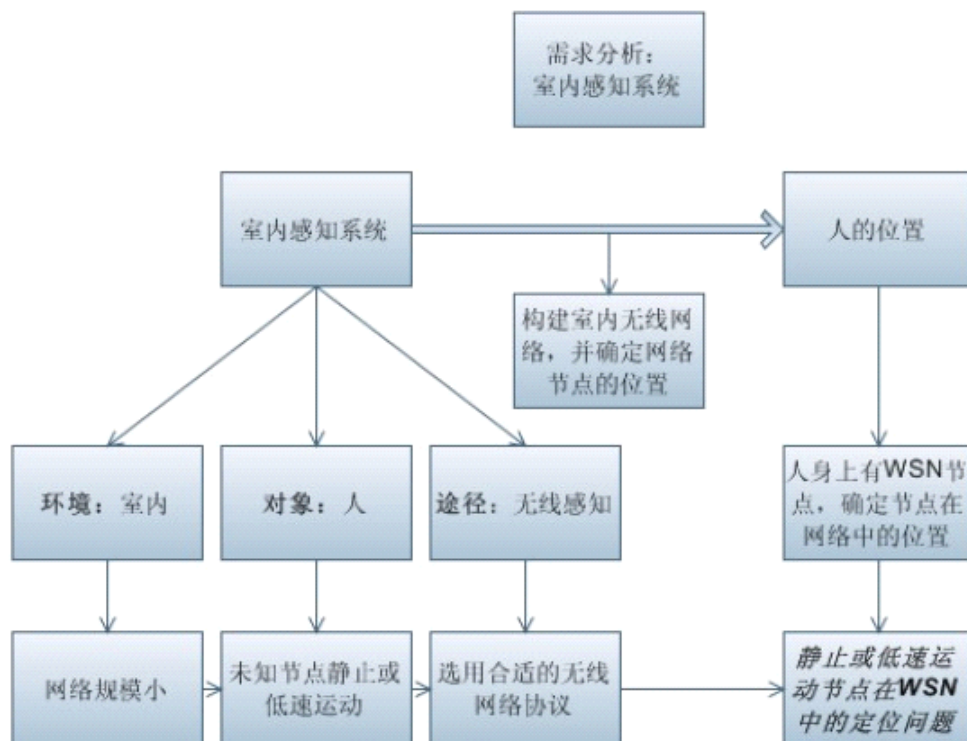 需求分析：
室内感知系统
室内感知系统
人的位置
构建室内无线网
络，并确定网络
节点的位置
环境：室内
对象：人
途径：无线感知
人身上有WSN节
点，确定节点在
网络中的位置
网络规模小
未知节点静止或
低速运动
选用合适的无线
网络协议
静止或低速运
动节点在WSN
中的定位问题